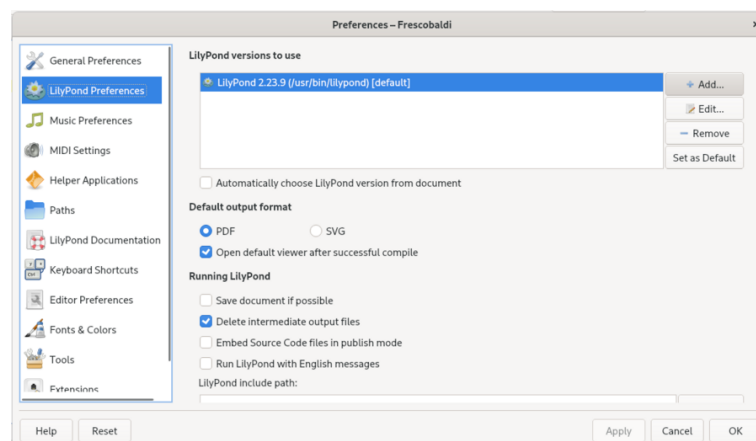 Preferences – Frescobaldi
General Preferences
LilyPond Preferences
Music Preferences
MIDI Settings
Helper Applications
Paths
LilyPond Documentation
Keyboard Shortcuts
Editor Preferences
Fonts & Colors
Tools
Extensions
LilyPond versions to use
LilyPond 2.23.9 (/usr/bin/lilypond) [default]
Add...
Edit...
Remove
Set as Default
Automatically choose LilyPond version from document
Default output format
PDF SVG
Open default viewer after successful compile
Running LilyPond
Save document if possible
Delete intermediate output files
Embed Source Code files in publish mode
Run LilyPond with English messages
LilyPond include path:
Help Reset Apply Cancel OK